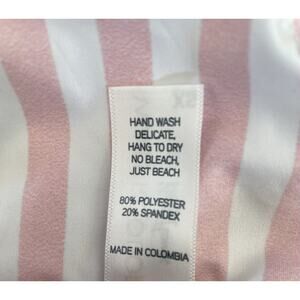 HAND WASH
DELICATE,
HANG TO DRY
NO BLEACH,
JUST BEACH
80% POLYESTER
20% SPANDEX
MADE IN COLOMBIA